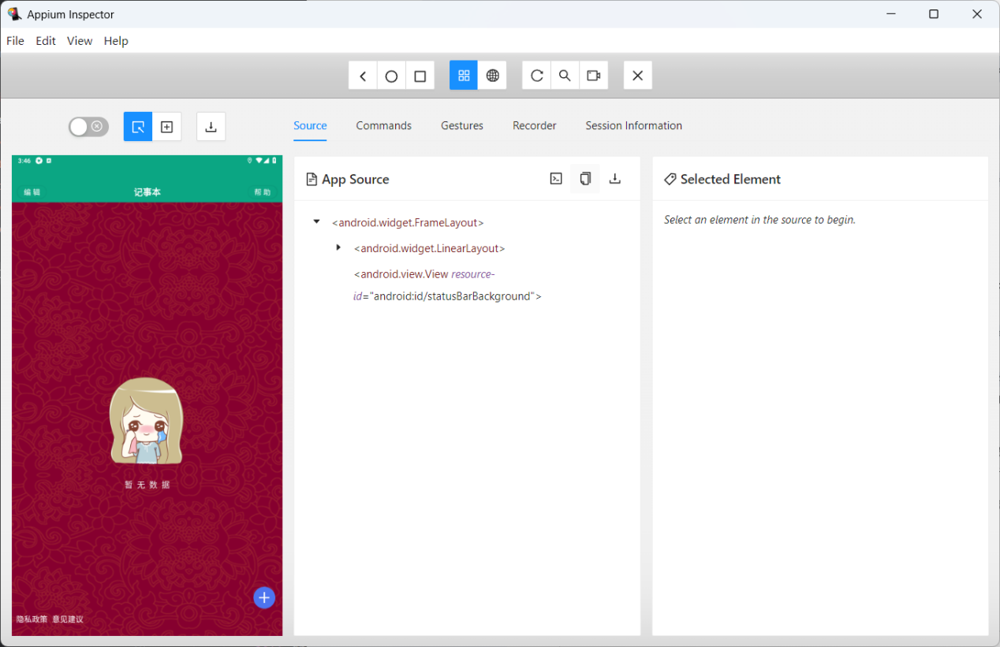 Appium Inspector
File Edit View Help
Source Commands Gestures Recorder Session Information
3:46
编辑 记事本 帮助
暂无数据
隐私政策 意见建议
App Source
<android.widget.FrameLayout>
<android.widget.LinearLayout>
<android.view.View resource-
id="android:id/statusBarBackground">
Selected Element
Select an element in the source to begin.